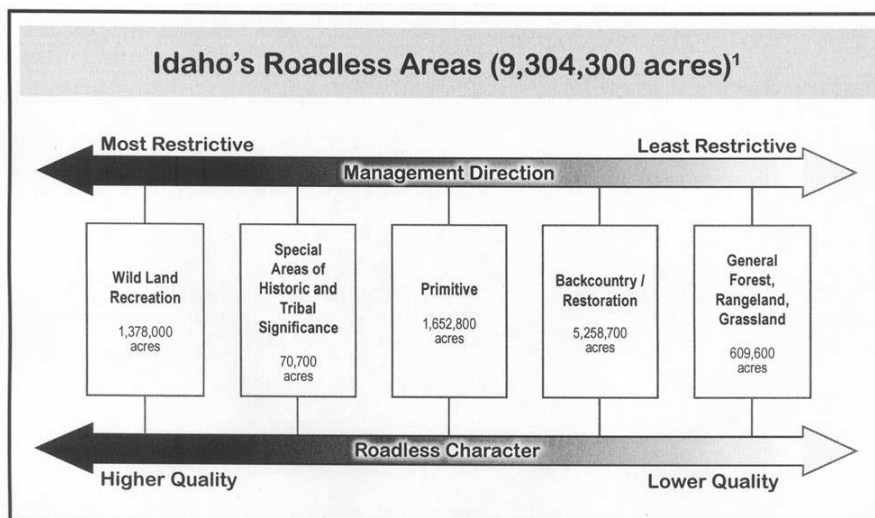 Idaho's Roadless Areas (9,304,300 acres)¹
Most Restrictive
Least Restrictive
Management Direction
Wild Land
Recreation
1,378,000
acres
Special
Areas of
Historic and
Tribal
Significance
70,700
acres
Primitive
1,652,800
acres
Backcountry /
Restoration
5,258,700
acres
General
Forest,
Rangeland,
Grassland
609,600
acres
Roadless Character
Higher Quality
Lower Quality